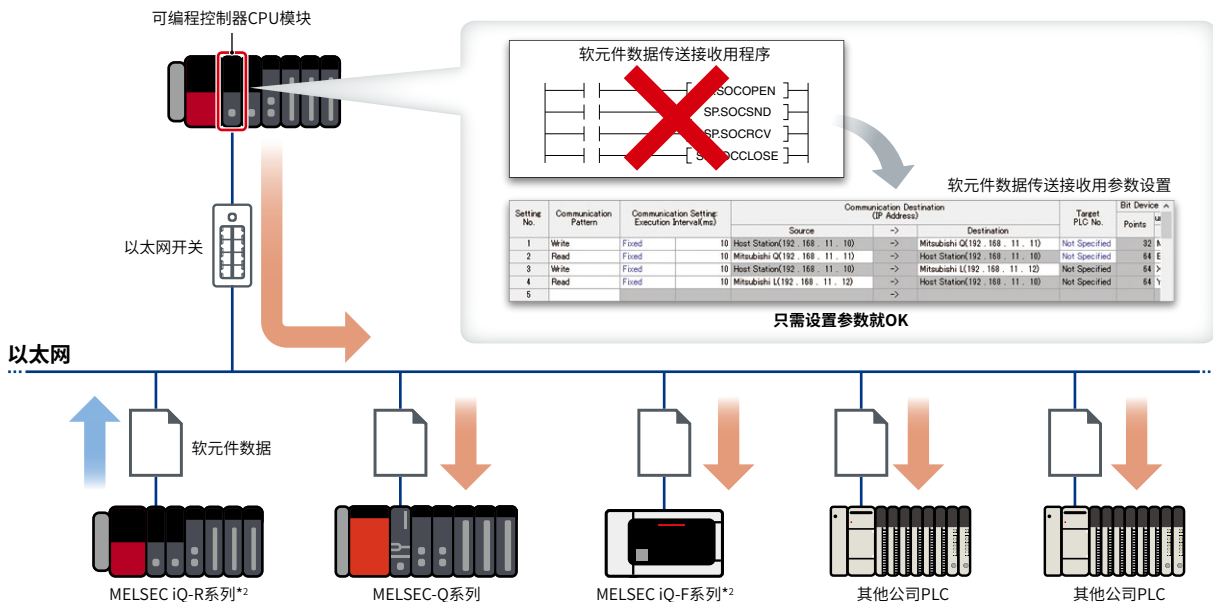 可编程控制器CPU模块
软元件数据传送接收用程序
SOCOPEN
SP.SOCSND
SP.SOCRCV
CCLOSE
软元件数据传送接收用参数设置
Setting No.
Communication Pattern
Communication Setting: Execution Interval(ms)
Communication Destination (IP Address)
Source -> Destination
Target PLC No.
Bit Device
Points
1 Write Fixed 10 Host Station(192 . 168 . 11 . 10) -> Mitsubishi Q(192 . 168 . 11 . 11) Not Specified 32
2 Read Fixed 10 Mitsubishi Q(192 . 168 . 11 . 11) -> Host Station(192 . 168 . 11 . 10) Not Specified 64
3 Write Fixed 10 Host Station(192 . 168 . 11 . 10) -> Mitsubishi L(192 . 168 . 11 . 12) Not Specified 64
4 Read Fixed 10 Mitsubishi L(192 . 168 . 11 . 12) -> Host Station(192 . 168 . 11 . 10) Not Specified 64
5 ->
只需设置参数就OK
以太网开关
以太网
软元件数据
MELSEC iQ-R系列*2
MELSEC-Q系列
MELSEC iQ-F系列*2
其他公司PLC
其他公司PLC